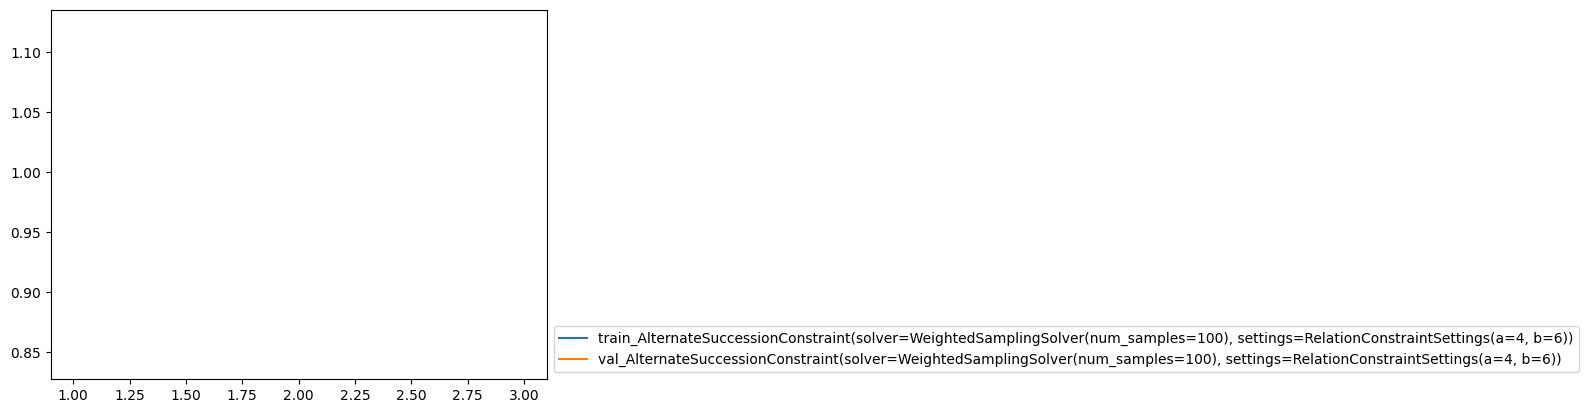 1.10
1.05
1.00
0.95
0.90
0.85
1.00 1.25 1.50 1.75 2.00 2.25 2.50 2.75 3.00
train_AlternateSuccessionConstraint(solver=WeightedSamplingSolver(num_samples=100), settings=RelationConstraintSettings(a=4, b=6))
val_AlternateSuccessionConstraint(solver=WeightedSamplingSolver(num_samples=100), settings=RelationConstraintSettings(a=4, b=6))